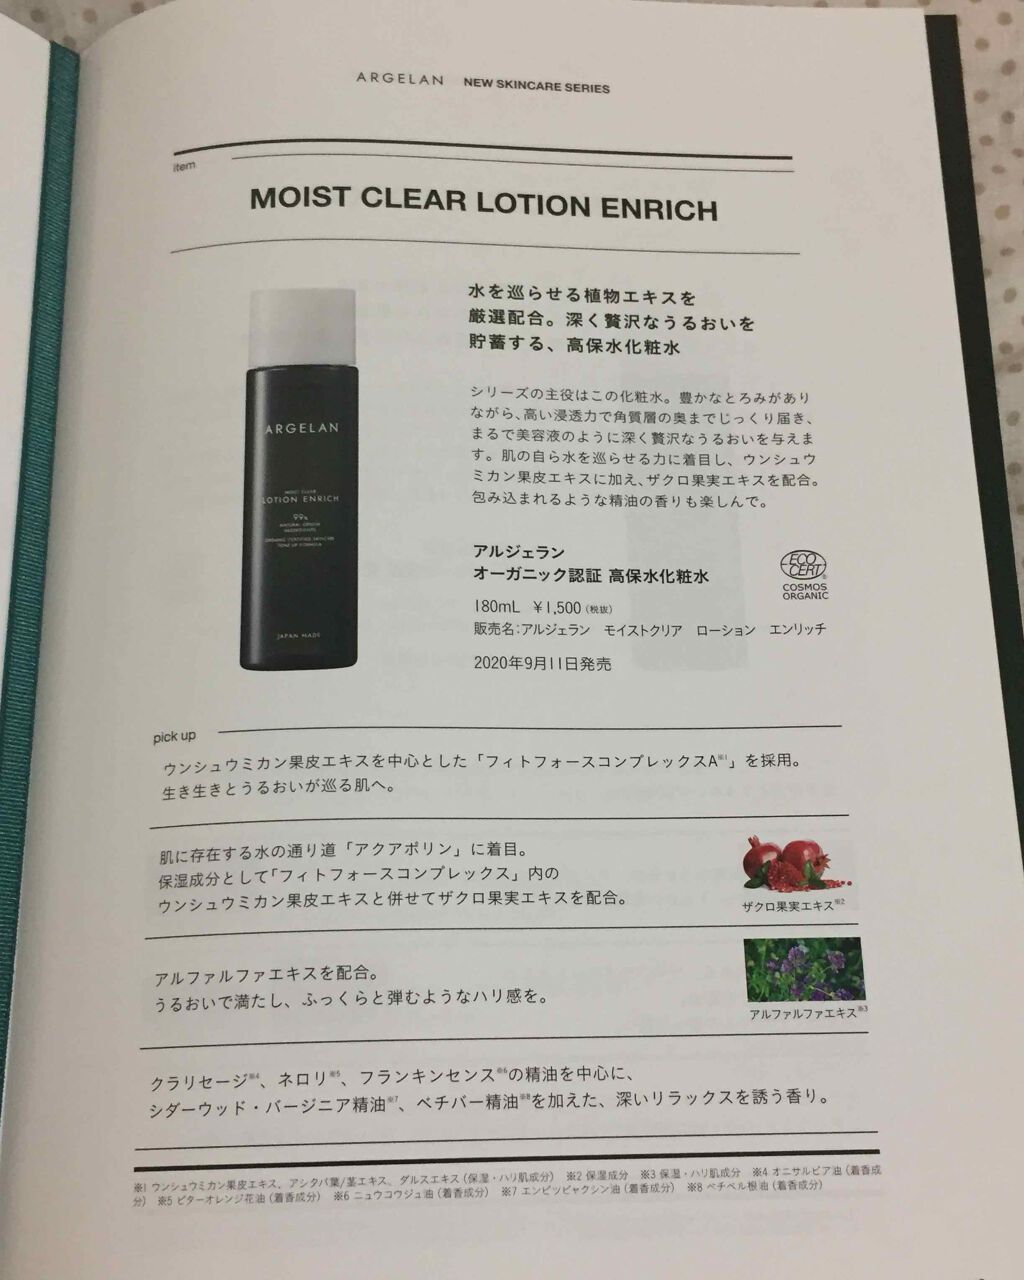 ARGELAN NEW SKINCARE SERIES
item
MOIST CLEAR LOTION ENRICH
水を巡らせる植物エキスを
厳選配合。深く贅沢なうるおいを
貯蓄する、高保水化粧水
シリーズの主役はこの化粧水。豊かなとろみがあり
ながら、高い浸透力で角質層の奥までじっくり届き、
まるで美容液のように深く贅沢なうるおいを与えま
す。肌の自ら水を巡らせる力に着目し、ウンシュウ
ミカン果皮エキスに加え、ザクロ果実エキスを配合。
包み込まれるような精油の香りも楽しんで。
アルジェラン
オーガニック認証 高保水化粧水
180mL ¥1,500（税抜）
販売名：アルジェラン モイストクリア ローション エンリッチ
2020年9月11日発売
ECO
CERT®
COSMOS
ORGANIC
ARGELAN
MOIST CLEAR
LOTION ENRICH
99%
NATURAL ORIGIN
INGREDIENTS
ORGANIC CERTIFIED SKINCARE
TONE UP FORMULA
JAPAN MADE
pick up
ウンシュウミカン果皮エキスを中心とした「フィトフォースコンプレックスA※1」を採用。
生き生きとうるおいが巡る肌へ。
肌に存在する水の通り道「アクアポリン」に着目。
保湿成分として「フィトフォースコンプレックス」内の
ウンシュウミカン果皮エキスと併せてザクロ果実エキスを配合。
ザクロ果実エキス※2
アルファルファエキスを配合。
うるおいで満たし、ふっくらと弾むようなハリ感を。
アルファルファエキス※3
クラリセージ※4、ネロリ※5、フランキンセンス※6の精油を中心に、
シダーウッド・バージニア精油※7、ベチバー精油※8を加えた、深いリラックスを誘う香り。
※1 ウンシュウミカン果皮エキス、アシタバ葉/茎エキス、ダルスエキス（保湿・ハリ肌成分） ※2 保湿成分 ※3 保湿・ハリ肌成分 ※4 オニサルビア油（着香成
分） ※5 ビターオレンジ花油（着香成分） ※6 ニュウコウジュ油（着香成分） ※7 エンピツビャクシン油（着香成分） ※8 ベチベル根油（着香成分）